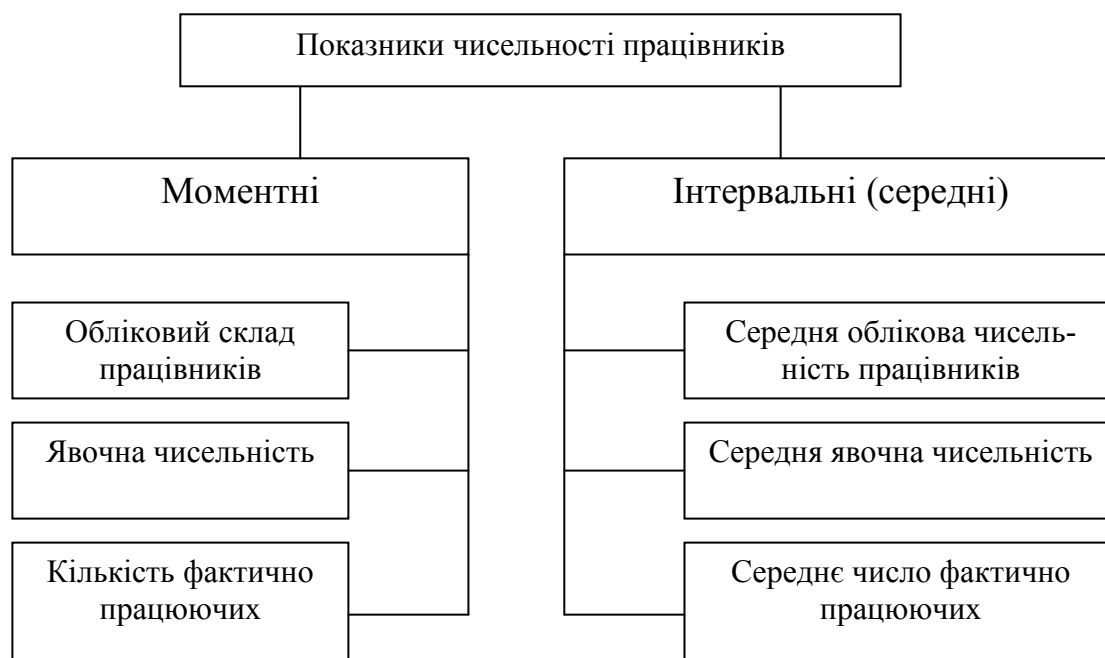 Показники чисельності працівників
Моментні
Інтервальні (середні)
Обліковий склад
працівників
Середня облікова чисель-
ність працівників
Явочна чисельність
Середня явочна чисельність
Кількість фактично
працюючих
Середнє число фактично
працюючих